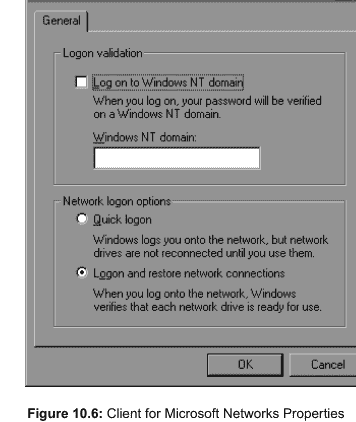 General
Logon validation
Log on to Windows NT domain
When you log on, your password will be verified
on a Windows NT domain.
Windows NT domain:
Network logon options
Quick logon
Windows logs you onto the network, but network
drives are not reconnected until you use them.
Logon and restore network connections
When you log onto the network, Windows
verifies that each network drive is ready for use.
OK Cancel
Figure 10.6: Client for Microsoft Networks Properties